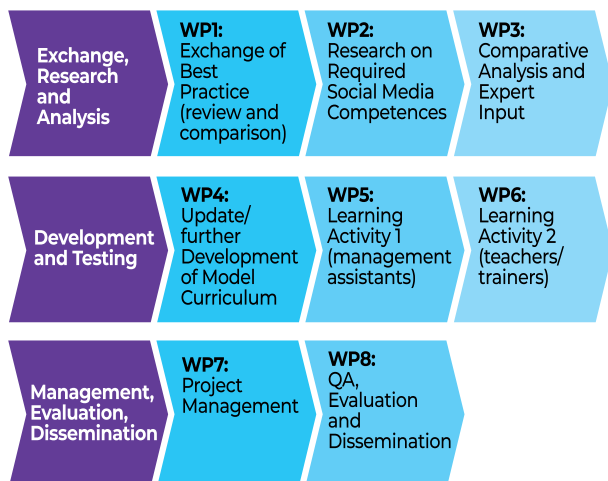 Exchange,
Research
and
Analysis
WP1:
Exchange of
Best
Practice
(review and
comparison)
WP2:
Research on
Required
Social Media
Competences
WP3:
Comparative
Analysis and
Expert
Input
Development
and Testing
WP4:
Update/
further
Development
of Model
Curriculum
WP5:
Learning
Activity 1
(management
assistants)
WP6:
Learning
Activity 2
(teachers/
trainers)
Management,
Evaluation,
Dissemination
WP7:
Project
Management
WP8:
QA,
Evaluation
and
Dissemination